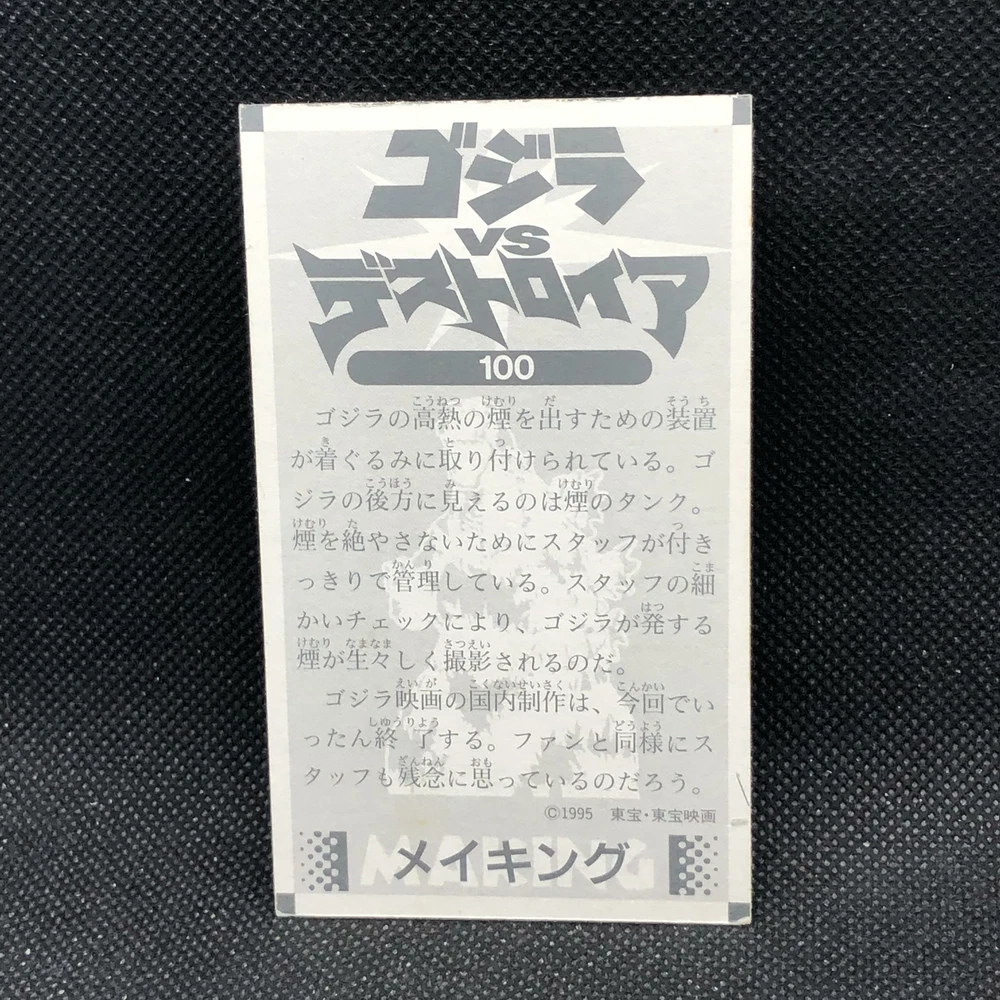 ゴジラ
VS
デストロイア
100
ゴジラの高熱の煙を出すための装置
が着ぐるみに取り付けられている。ゴ
ジラの後方に見えるのは煙のタンク。
煙を絶やさないためにスタッフが付き
っきりで管理している。スタッフの細
かいチェックにより、ゴジラが発する
煙が生々しく撮影されるのだ。
ゴジラ映画の国内制作は、今回でい
ったん終了する。ファンと同様にス
タッフも残念に思っているのだろう。
©1995 東宝・東宝映画
MAKING
メイキング